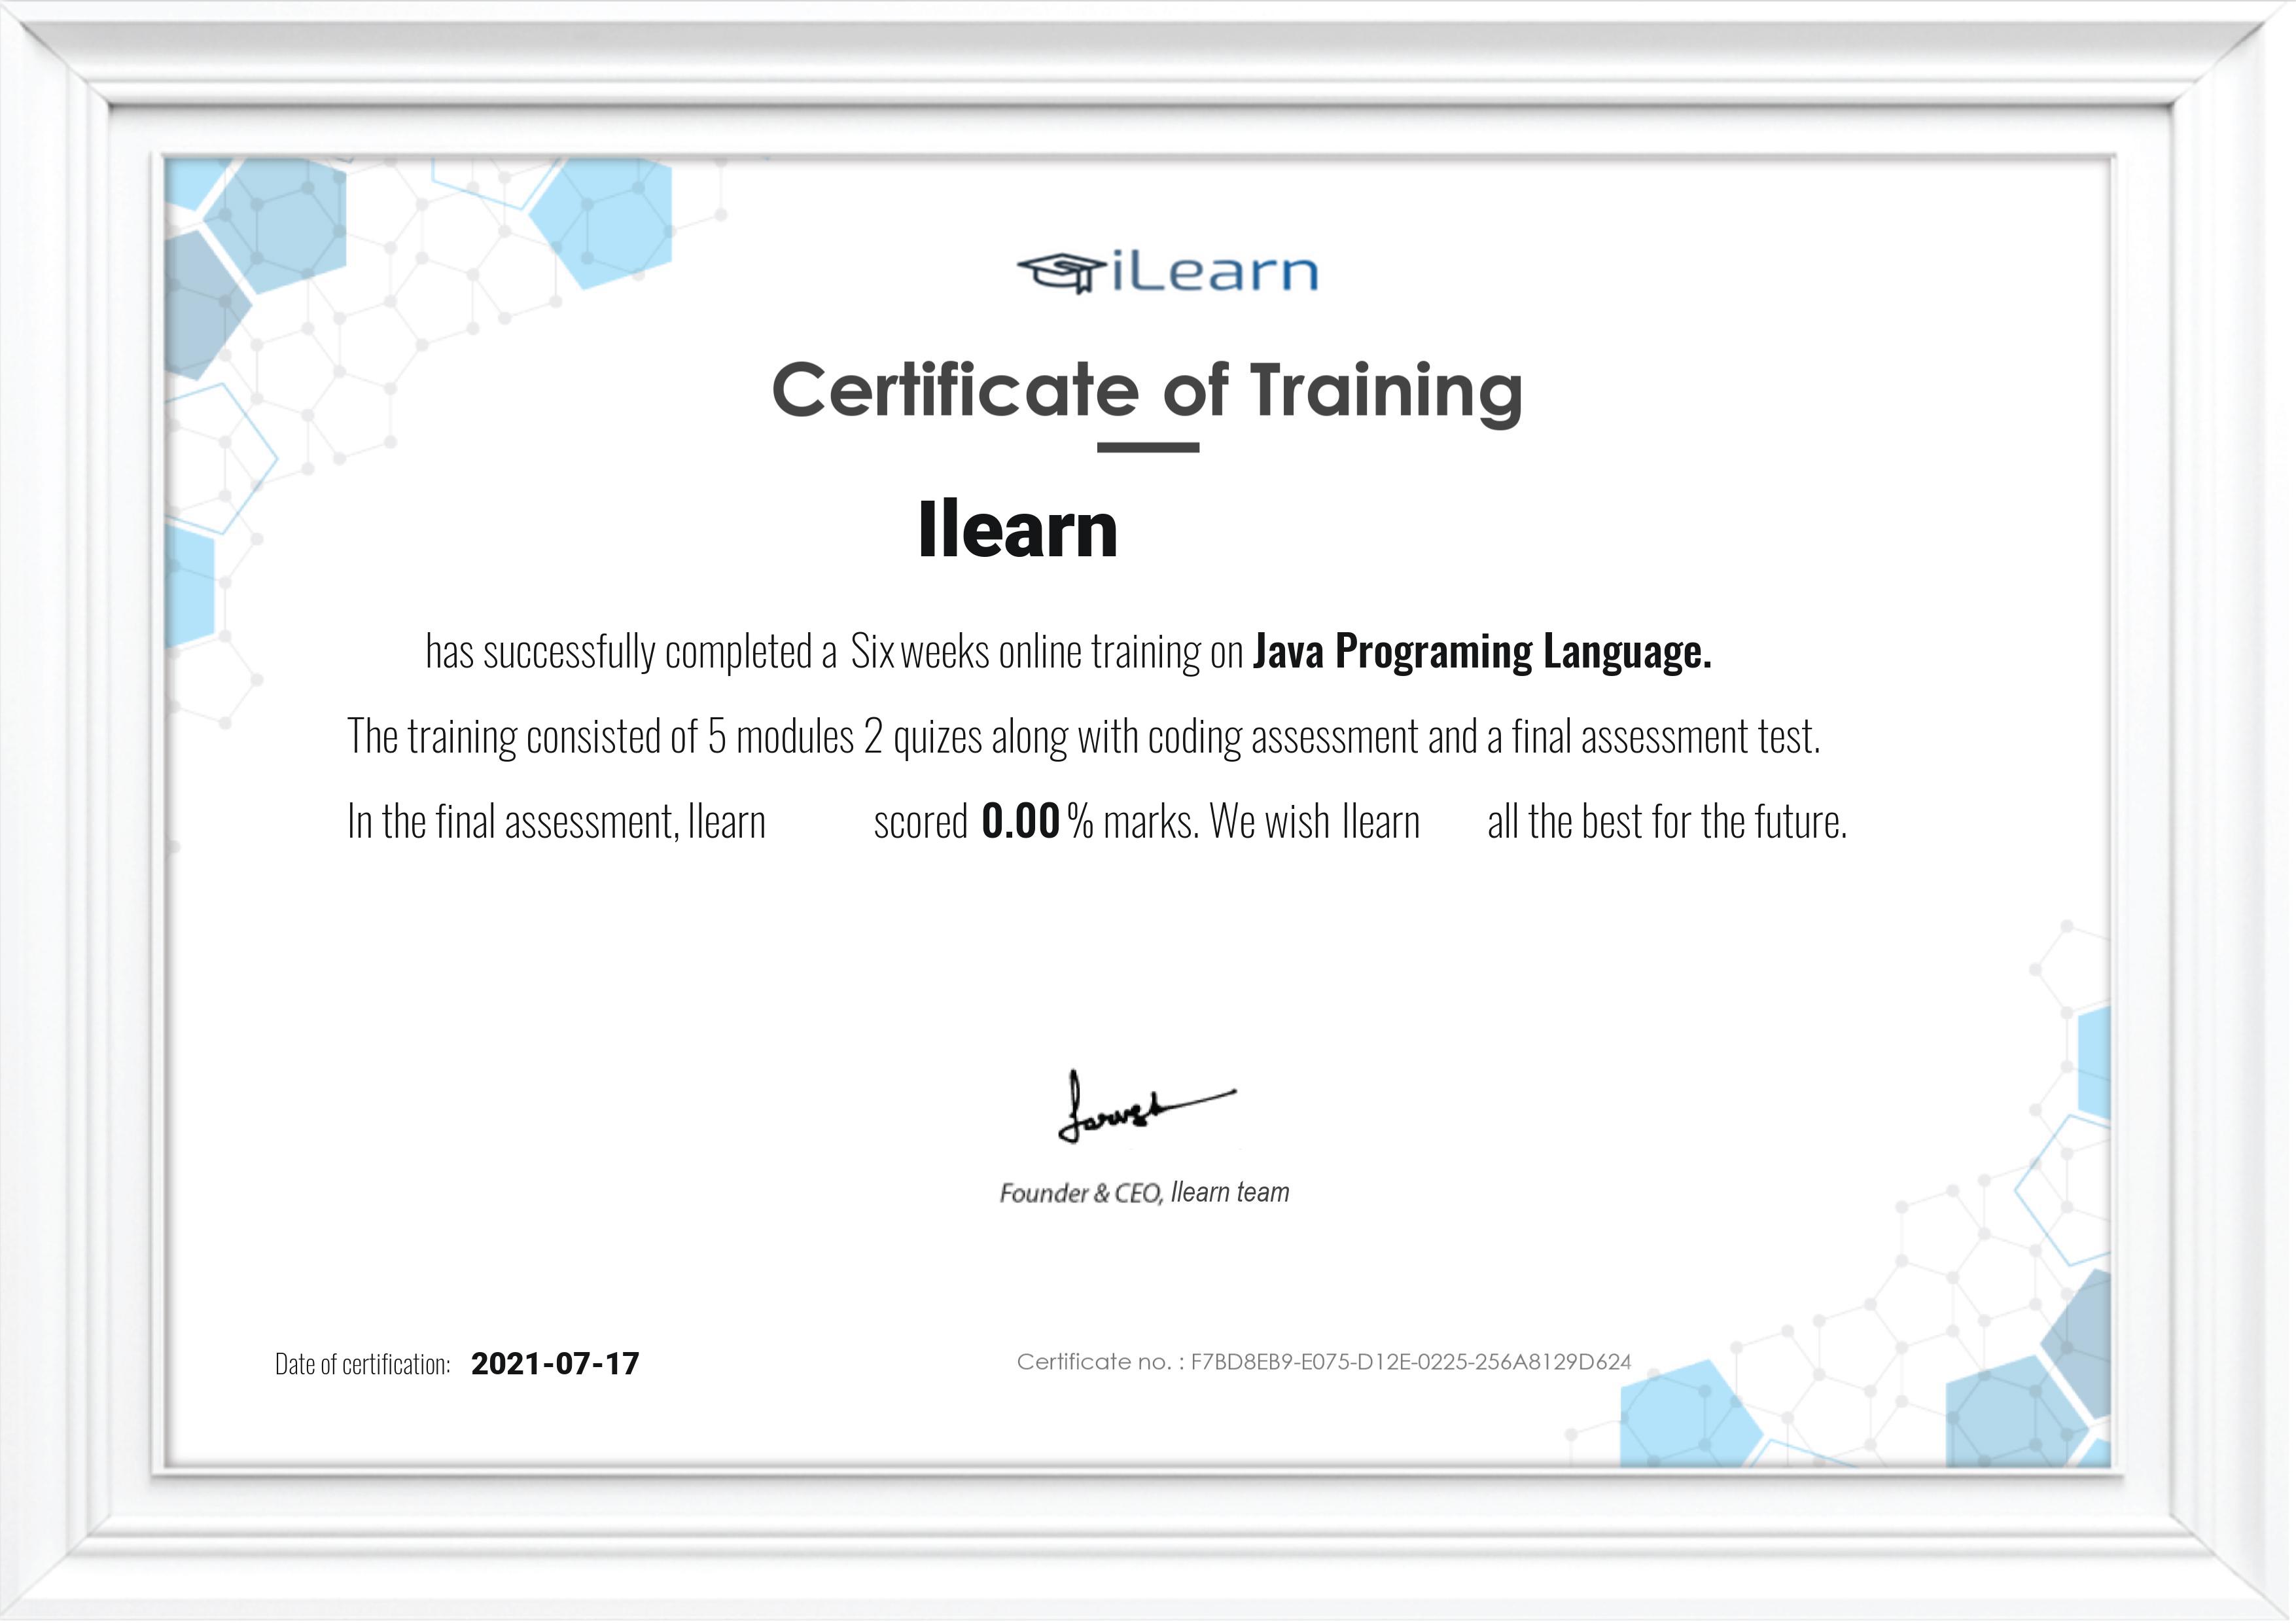 iLearn
Certificate of Training
Ilearn
has successfully completed a Six weeks online training on Java Programing Language.
The training consisted of 5 modules 2 quizes along with coding assessment and a final assessment test.
In the final assessment, Ilearn scored 0.00 % marks. We wish Ilearn all the best for the future.
Founder & CEO, Ilearn team
Date of certification: 2021-07-17
Certificate no. : F7BD8EB9-E075-D12E-0225-256A8129D624